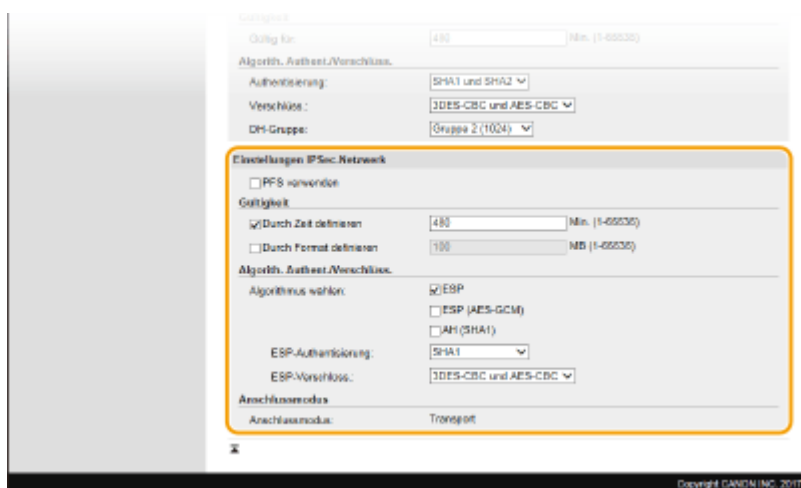 Gültigkeit
Gültig für: 480 Min. (1-65535)
Algorith. Authent./Verschlüss.
Authentisierung: SHA1 und SHA2
Verschlüss.: 3DES-CBC und AES-CBC
DH-Gruppe: Gruppe 2 (1024)
Einstellungen IPSec.Netzwerk
PFS verwenden
Gültigkeit
Durch Zeit definieren 480 Min. (1-65535)
Durch Format definieren 100 MB (1-65535)
Algorith. Authent./Verschlüss.
Algorithmus wählen: ESP
ESP (AES-GCM)
AH (SHA1)
ESP-Authentisierung: SHA1
ESP-Verschlüss.: 3DES-CBC und AES-CBC
Anschlussmodus
Anschlussmodus: Transport
Copyright CANON INC. 2017